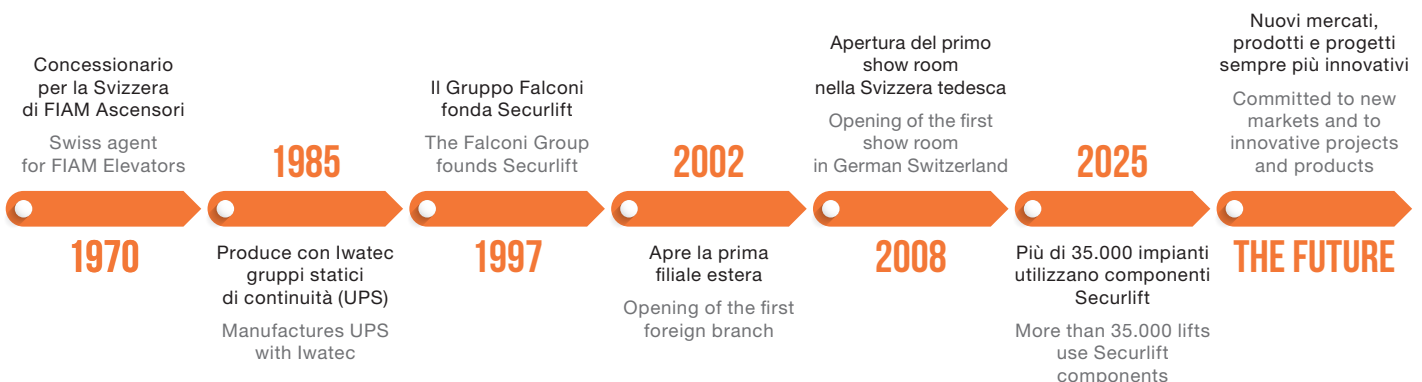 Concessionario
per la Svizzera
di FIAM Ascensori
Swiss agent
for FIAM Elevators
1970
1985
Produce con Iwatec
gruppi statici
di continuità (UPS)
Manufactures UPS
with Iwatec
Il Gruppo Falconi
fonda Securlift
The Falconi Group
founds Securlift
1997
2002
Apre la prima
filiale estera
Opening of the first
foreign branch
Apertura del primo
show room
nella Svizzera tedesca
Opening of the first
show room
in German Switzerland
2008
2025
Più di 35.000 impianti
utilizzano componenti
Securlift
More than 35.000 lifts
use Securlift
components
Nuovi mercati,
prodotti e progetti
sempre più innovativi
Committed to new
markets and to
innovative projects
and products
THE FUTURE